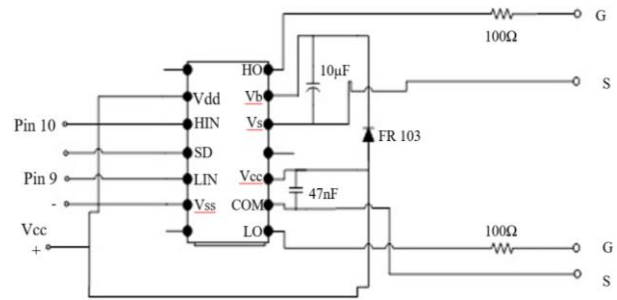 G
100Ω
HO
10μF
S
Vdd
Vb
Pin 10
HIN
Vs
FR 103
SD
Pin 9
LIN
Vcc
47nF
-
Vss
COM
Vcc
+
LO
100Ω
G
S